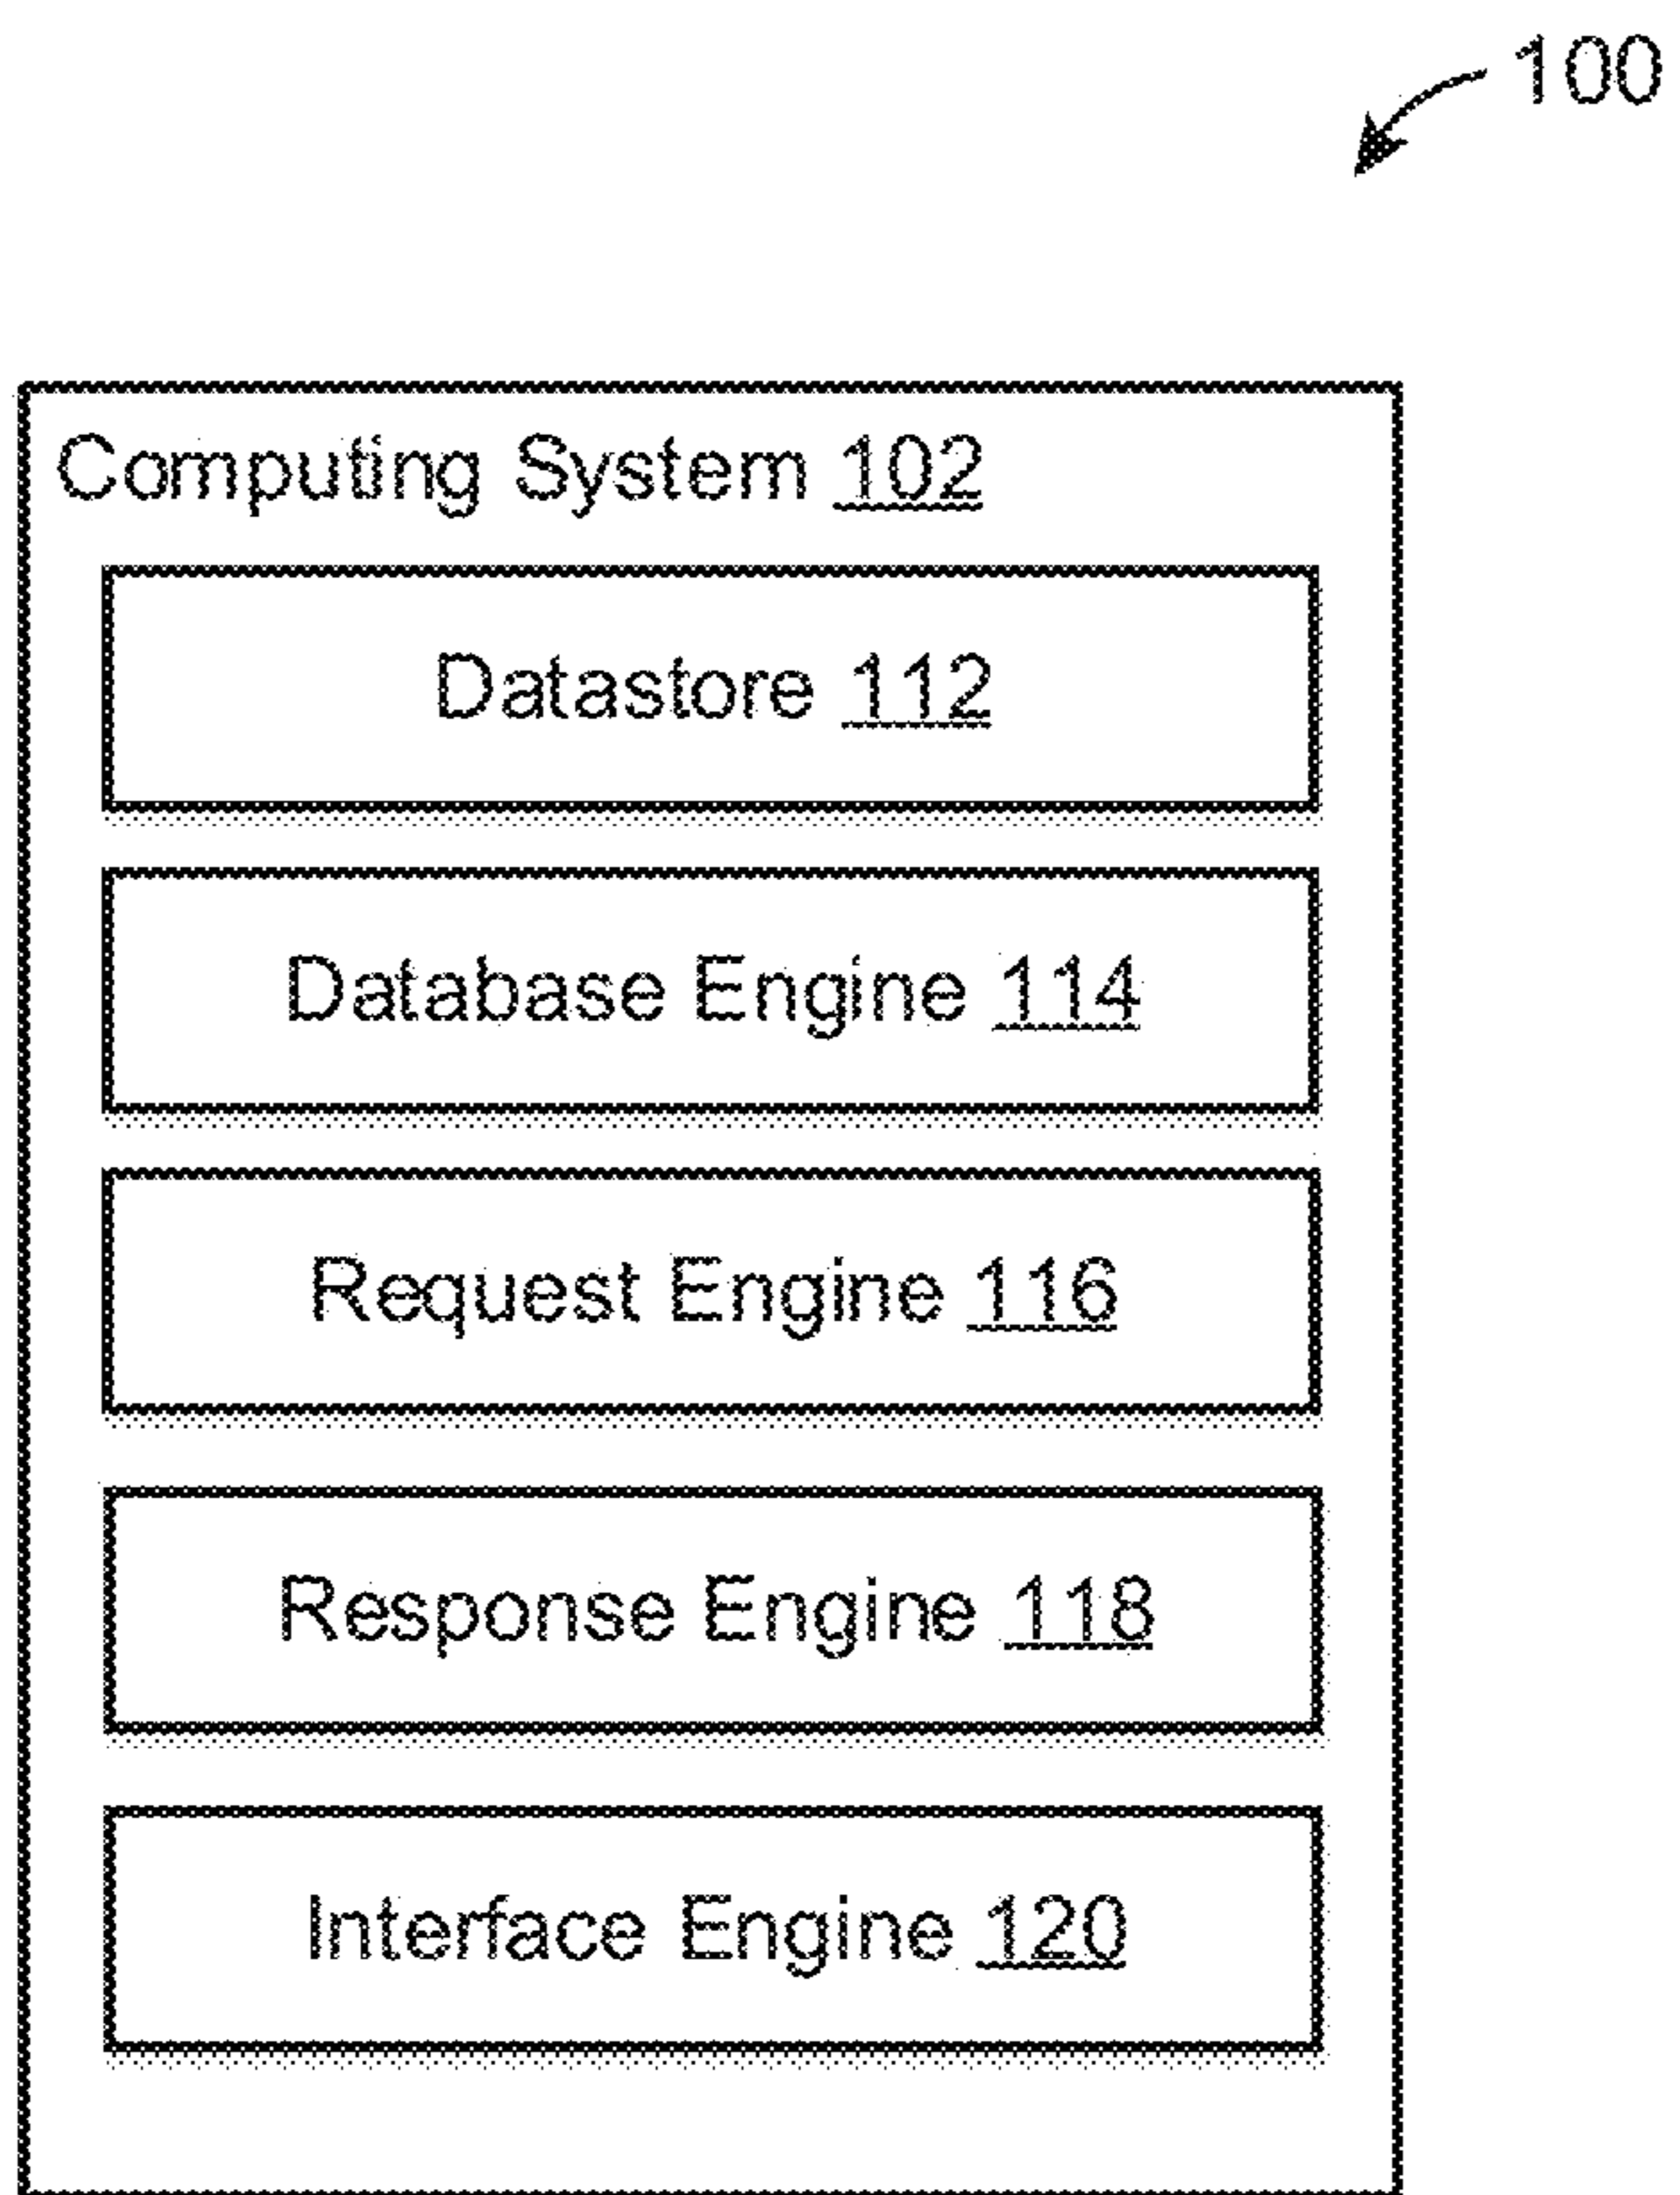 100
Computing System 102
Datastore 112
Database Engine 114
Request Engine 116
Response Engine 118
Interface Engine 120